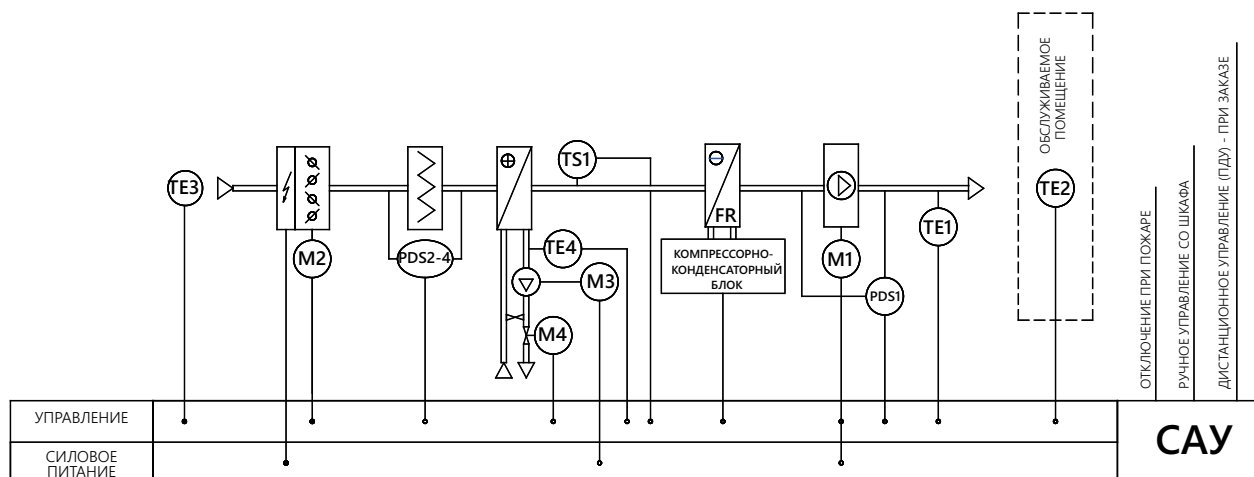 ОБСЛУЖИВАЕМОЕ
ПОМЕЩЕНИЕ
ОТКЛЮЧЕНИЕ ПРИ ПОЖАРЕ
РУЧНОЕ УПРАВЛЕНИЕ СО ШКАФА
ДИСТАНЦИОННО УПРАВЛЕНИЕ (ПДУ) - ПРИ ЗАКАЗЕ
TE3
TS1
TE2
FR
TE1
M2
PDS2-4
TE4
КОМПРЕССОРНО-
КОНДЕНСАТОРНЫЙ
БЛОК
M1
M3
PDS1
M4
УПРАВЛЕНИЕ
СИЛОВОЕ
ПИТАНИЕ
САУ